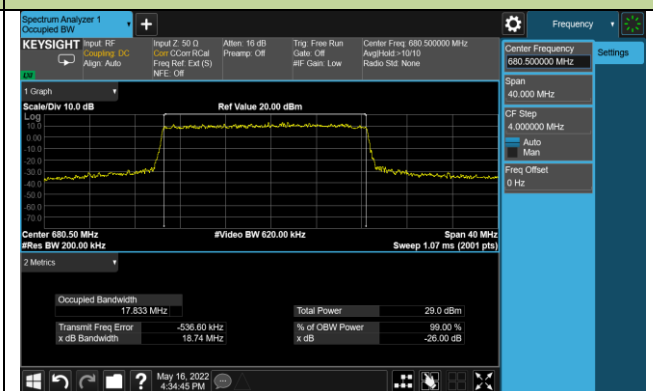 Spectrum Analyzer 1
Occupied BW
Frequency
KEYSIGHT
Input: RF
Coupling: DC
Align: Auto
Input Z: 50 Ω
Corr CCorr RCal
Freq Ref: Ext (S)
NFE: Off
Atten: 16 dB
Preamp: Off
Trig: Free Run
Gate: Off
#IF Gain: Low
Center Freq: 680.500000 MHz
Avg|Hold:>10/10
Radio Std: None
Center Frequency
680.500000 MHz
Settings
Span
40.000 MHz
CF Step
4.000000 MHz
Auto
Man
Freq Offset
0 Hz
1 Graph
Scale/Div 10.0 dB
Ref Value 20.00 dBm
Log
10.0
0.00
-10.0
-20.0
-30.0
-40.0
-50.0
-60.0
-70.0
Center 680.50 MHz
#Video BW 620.00 kHz
Span 40 MHz
#Res BW 200.00 kHz
Sweep 1.07 ms (2001 pts)
2 Metrics
Occupied Bandwidth
17.833 MHz
Total Power
29.0 dBm
Transmit Freq Error
-536.60 kHz
% of OBW Power
99.00 %
x dB Bandwidth
18.74 MHz
x dB
-26.00 dB
May 16, 2022
4:34:45 PM